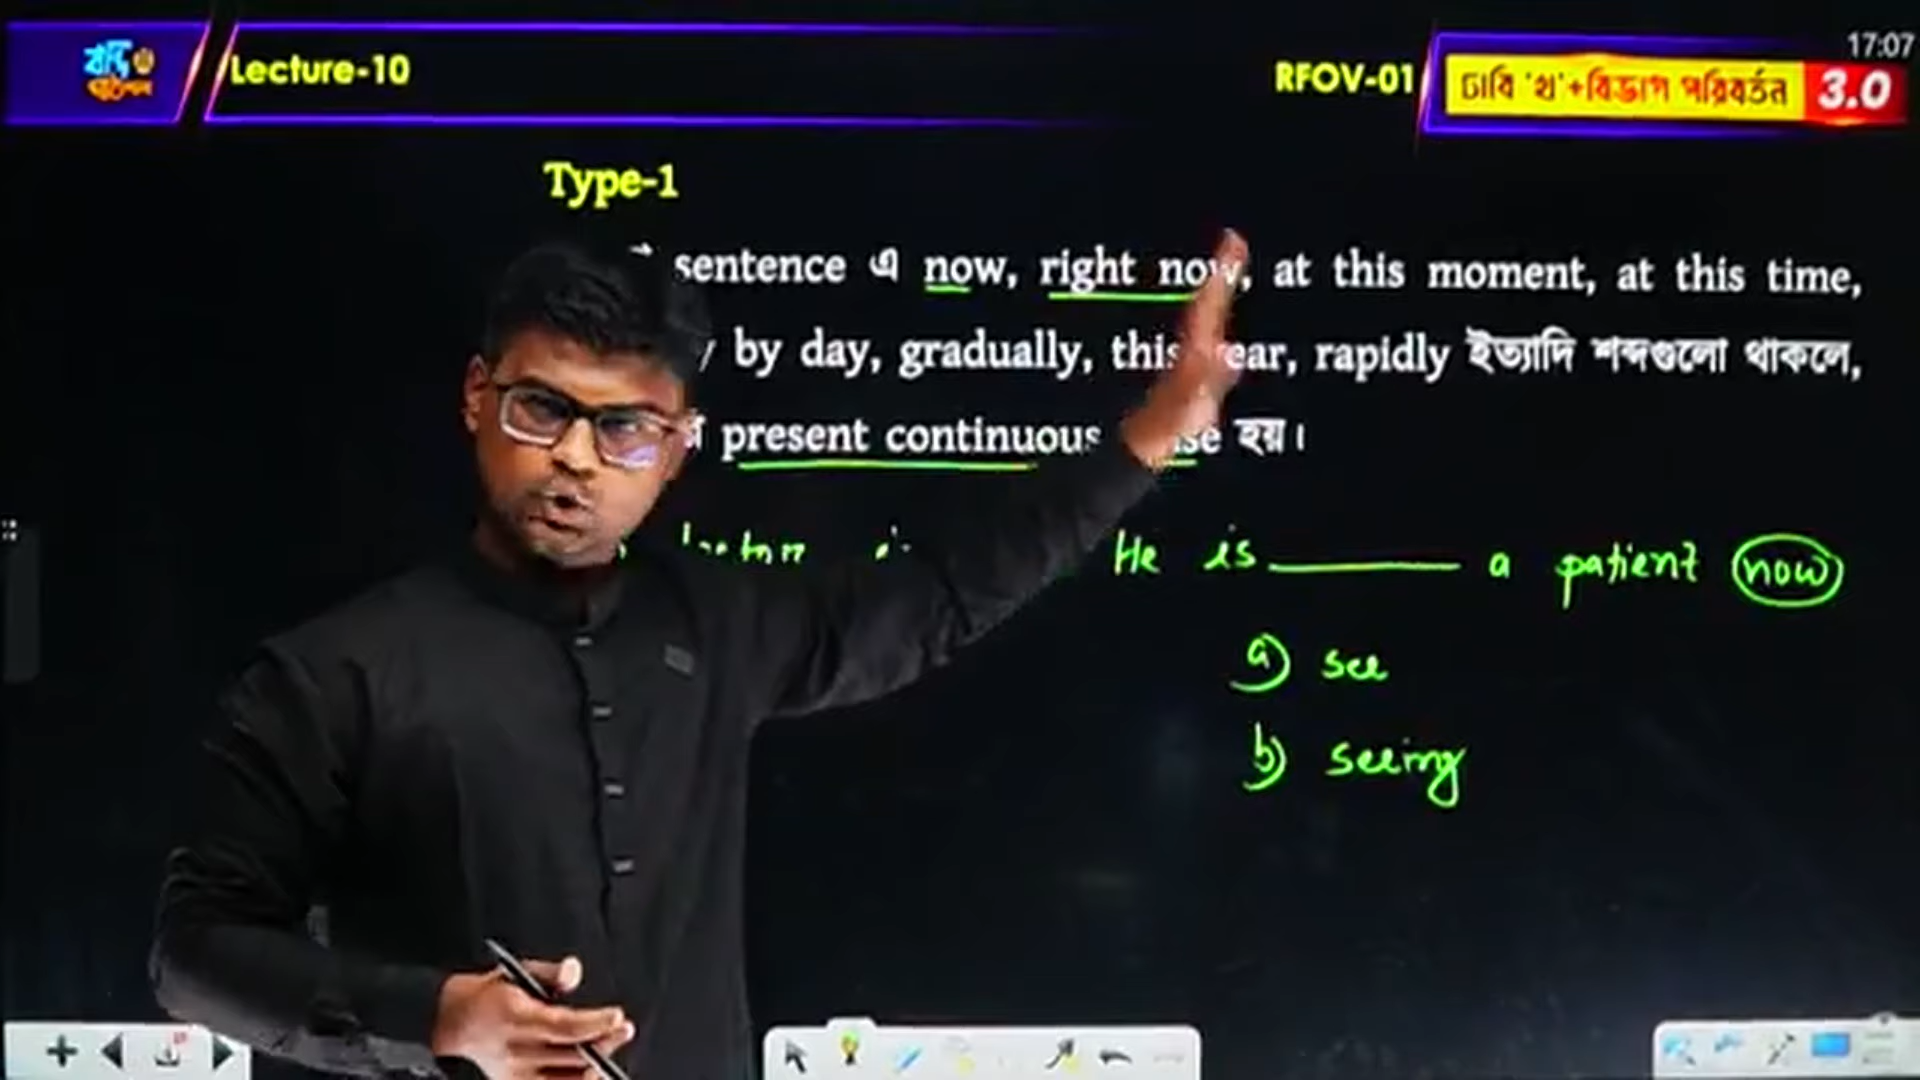 Lecture-10
RFOV-01
17:07
ঢাবি 'খ'+বিভাগ পরিবর্তন 3.0
Type-1
sentence এ now, right now, at this moment, at this time,
by day, gradually, this year, rapidly ইত্যাদি শব্দগুলো থাকলে,
present continuous হয়।
He is ______ a patient now
a) see
b) seeing